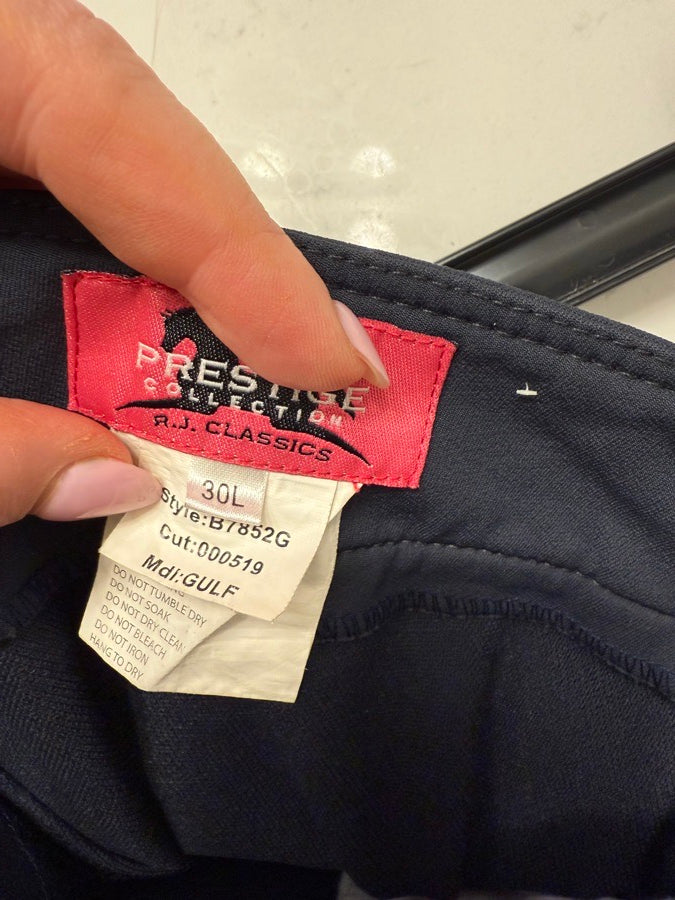 PRESTIGE
COLLECTION
R.J. CLASSICS
30L
Style:B7852G
Cut:000519
Mdl:GULF
DO NOT TUMBLE DRY
DO NOT SOAK
DO NOT DRY CLEAN
DO NOT BLEACH
DO NOT IRON
HANG TO DRY